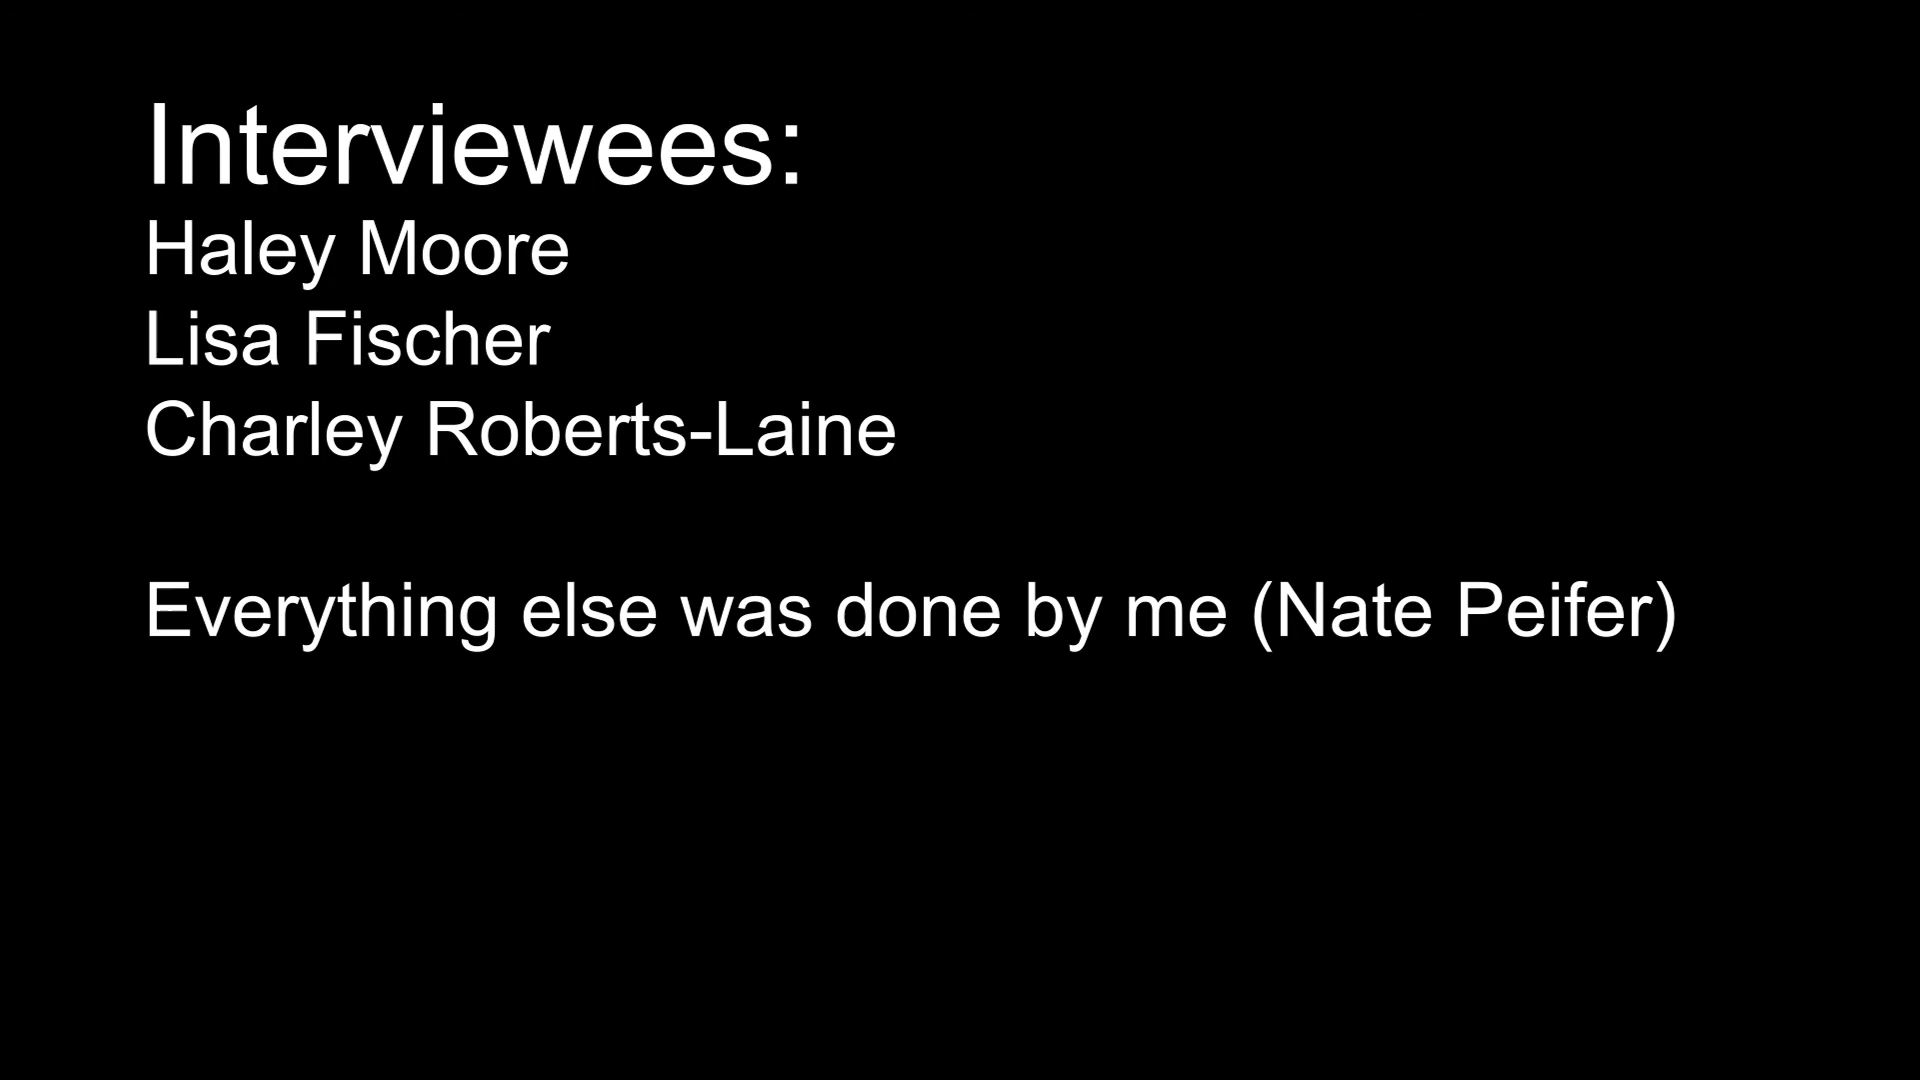 Interviewees:
Haley Moore
Lisa Fischer
Charley Roberts-Laine
Everything else was done by me (Nate Peifer)